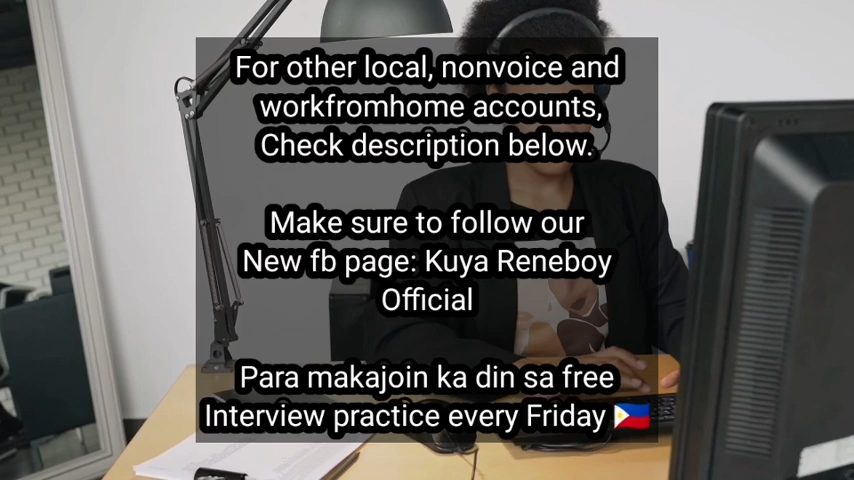 For other local, nonvoice and
workfromhome accounts,
Check description below.
Make sure to follow our
New fb page: Kuya Reneboy
Official
Para makajoin ka din sa free
Interview practice every Friday 🇵🇭